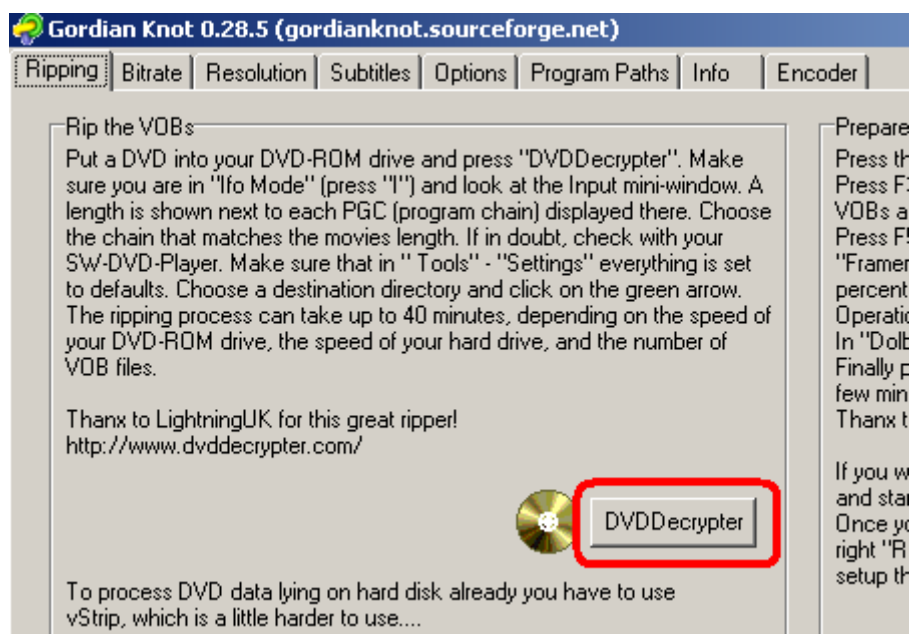 Gordian Knot 0.28.5 (gordianknot.sourceforge.net)
Ripping Bitrate Resolution Subtitles Options Program Paths Info Encoder
Rip the VOBs
Put a DVD into your DVD-ROM drive and press "DVDDecrypter". Make
sure you are in "Ifo Mode" (press "I") and look at the Input mini-window. A
length is shown next to each PGC (program chain) displayed there. Choose
the chain that matches the movies length. If in doubt, check with your
SW-DVD-Player. Make sure that in " Tools" - "Settings" everything is set
to defaults. Choose a destination directory and click on the green arrow.
The ripping process can take up to 40 minutes, depending on the speed of
your DVD-ROM drive, the speed of your hard drive, and the number of
VOB files.
Thanx to LightningUK for this great ripper!
http://www.dvddecrypter.com/
DVDDecrypter
To process DVD data lying on hard disk already you have to use
vStrip, which is a little harder to use....
Prepare
Press
Press
VOBs
Press
In
Finally
few min
Thanx
If you
and
Once
right
setup